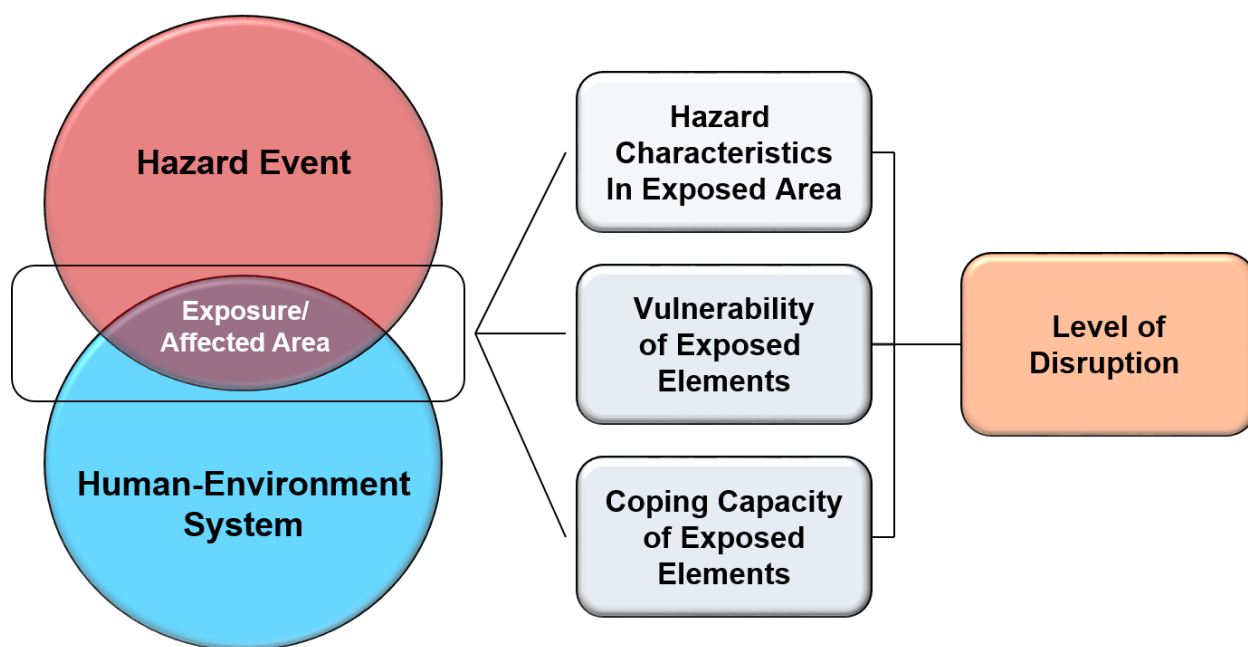 Hazard Event
Exposure/
Affected Area
Human-Environment
System
Hazard
Characteristics
In Exposed Area
Vulnerability
of Exposed
Elements
Coping Capacity
of Exposed
Elements
Level of
Disruption